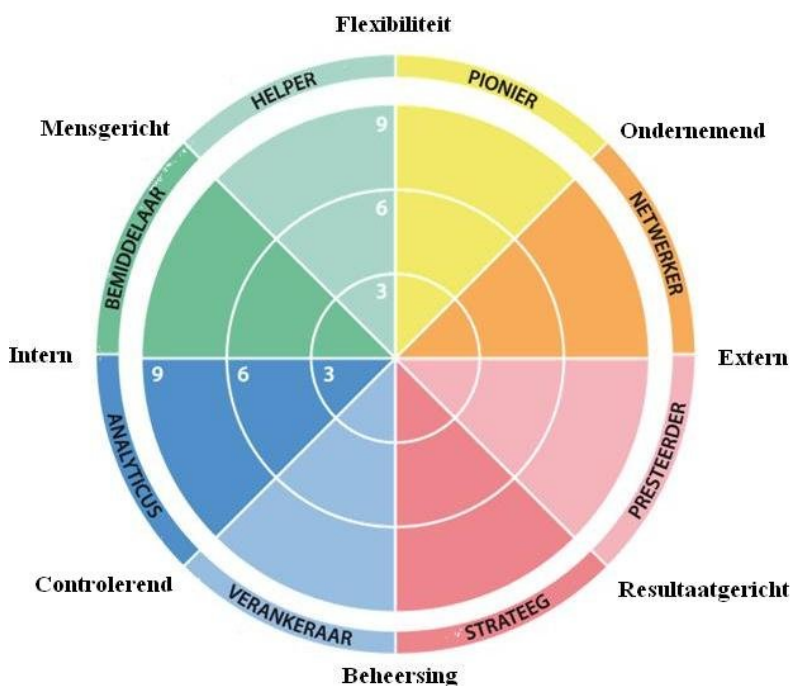 Flexibiliteit
HELPER
PIONIER
Mensgericht
Ondernemend
9
BEMIDDELAAR
NETWERKER
6
3
Intern
Extern
9
6
3
ANALYTICUS
PRESTEERDER
Controlerend
Resultaatgericht
VERANKERAAR
STRATEEG
Beheersing